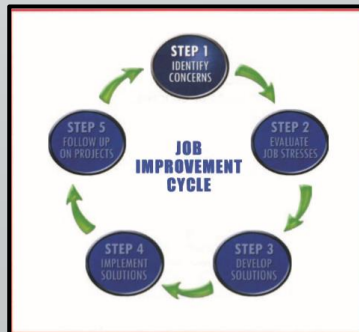 STEP 1
IDENTIFY
CONCERNS
STEP 2
EVALUATE
JOB STRESSES
STEP 3
DEVELOP
SOLUTIONS
STEP 4
IMPLEMENT
SOLUTIONS
STEP 5
FOLLOW UP
ON PROJECTS
JOB
IMPROVEMENT
CYCLE